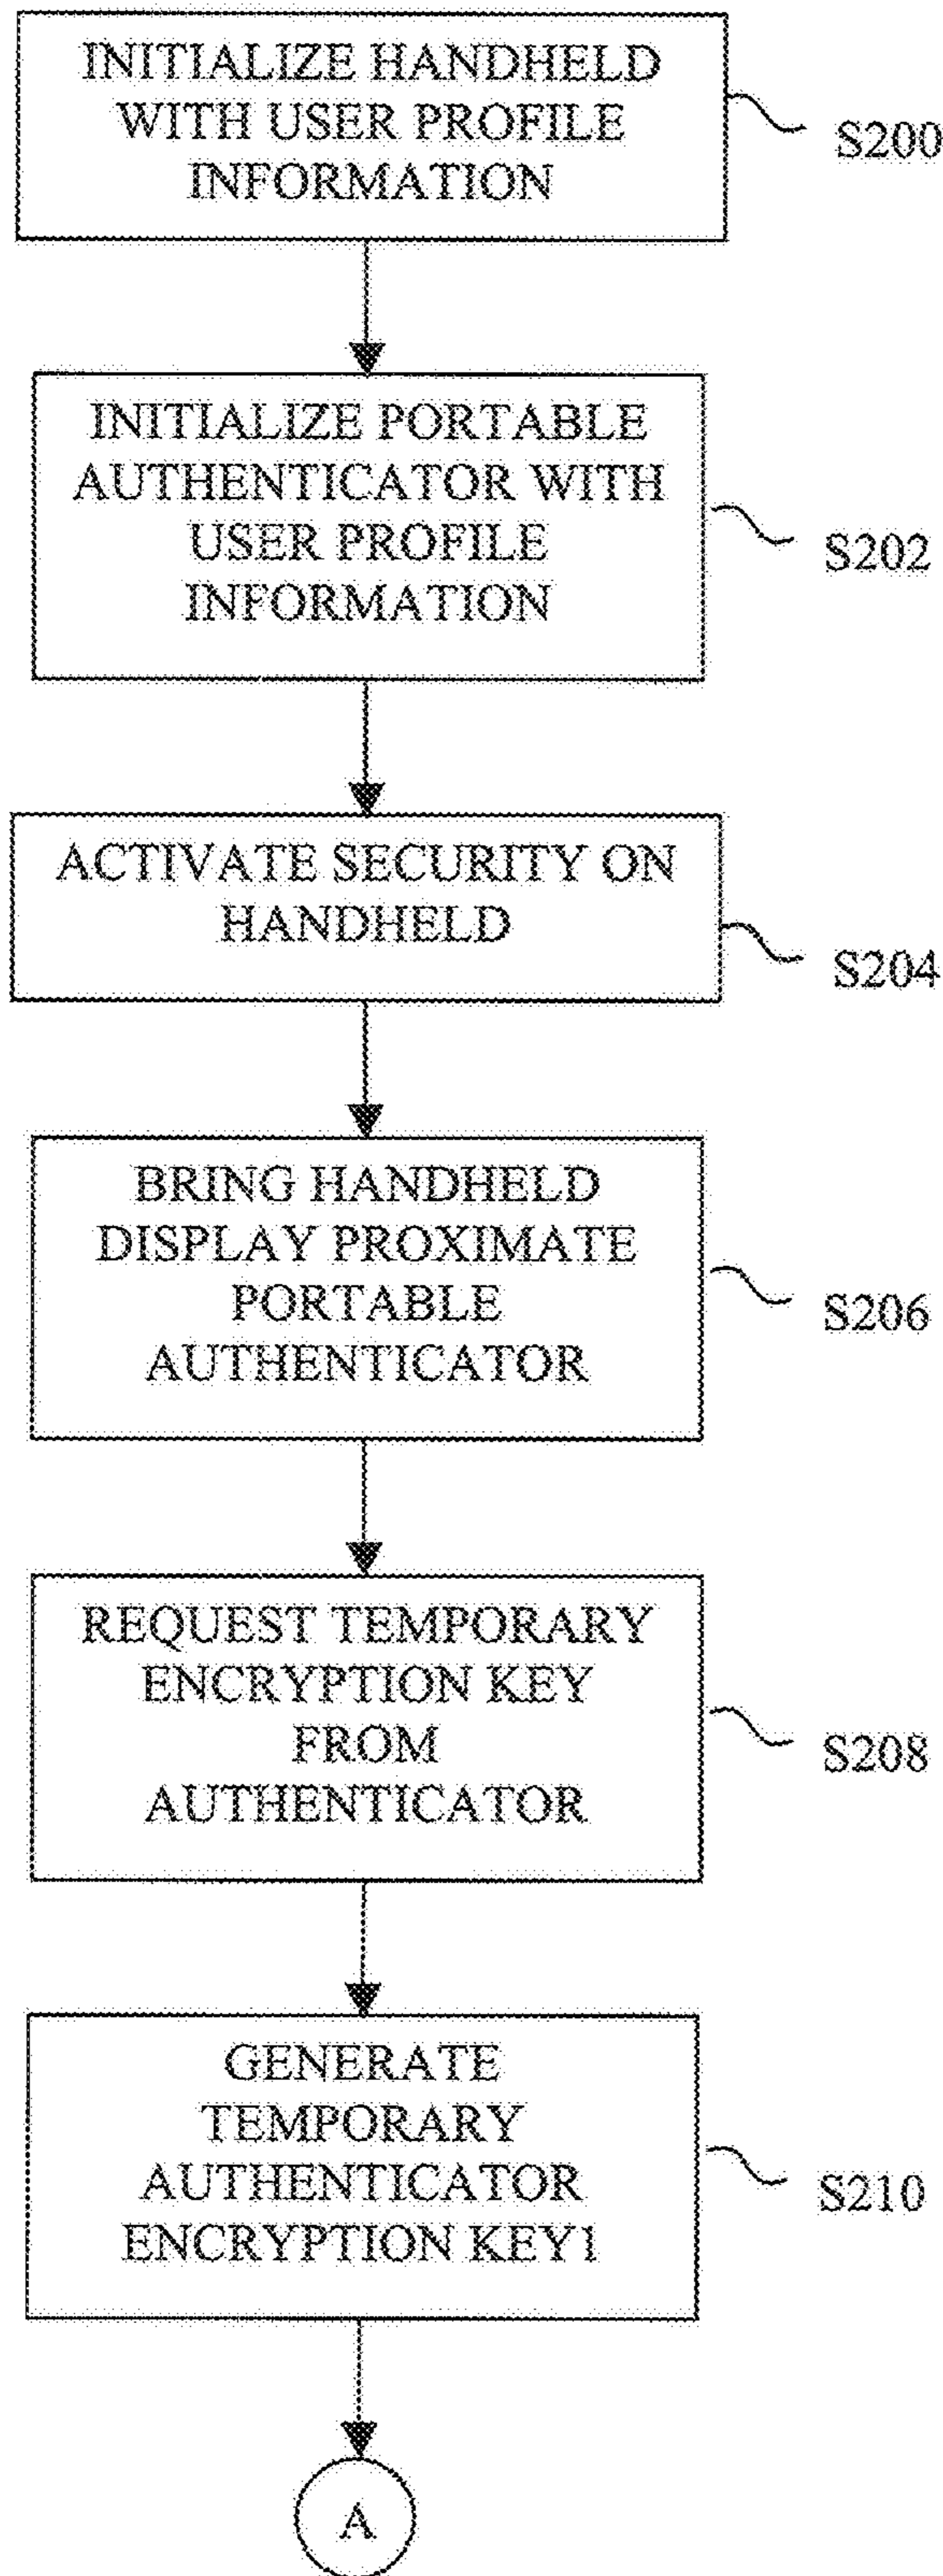 INITIALIZE HANDHELD
WITH USER PROFILE
INFORMATION
S200
INITIALIZE PORTABLE
AUTHENTICATOR WITH
USER PROFILE
INFORMATION
S202
ACTIVATE SECURITY ON
HANDHELD
S204
BRING HANDHELD
DISPLAY PROXIMATE
PORTABLE
AUTHENTICATOR
S206
REQUEST TEMPORARY
ENCRYPTION KEY
FROM
AUTHENTICATOR
S208
GENERATE
TEMPORARY
AUTHENTICATOR
ENCRYPTION KEY1
S210
A